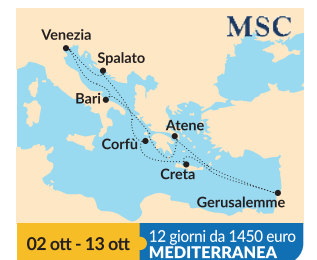 MSC
Venezia
Spalato
Bari
Atene
Corfù
Creta
Gerusalemme
02 ott - 13 ott
12 giorni da 1450 euro
MEDITERRANEA